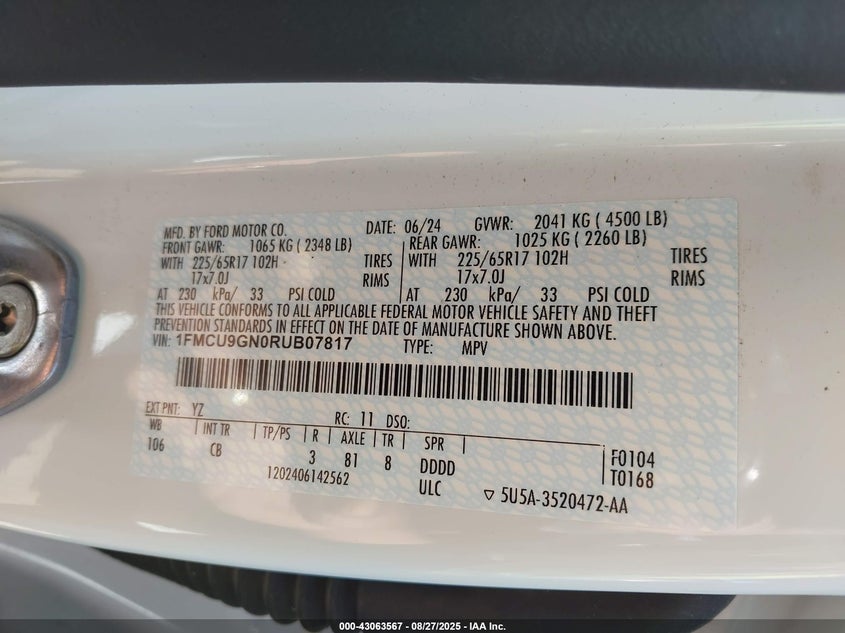 MFD. BY FORD MOTOR CO. DATE: 06/24 GVWR: 2041 KG ( 4500 LB)
FRONT GAWR: 1065 KG ( 2348 LB) REAR GAWR: 1025 KG ( 2260 LB)
WITH 225/65R17 102H TIRES WITH 225/65R17 102H TIRES
17x7.0J RIMS 17x7.0J RIMS
AT 230 kPa/ 33 PSI COLD AT 230 kPa/ 33 PSI COLD
THIS VEHICLE CONFORMS TO ALL APPLICABLE FEDERAL MOTOR VEHICLE SAFETY AND THEFT
PREVENTION STANDARDS IN EFFECT ON THE DATE OF MANUFACTURE SHOWN ABOVE.
VIN: 1FMCU9GN0RUB07817 TYPE: MPV
EXT PNT: YZ RC: 11 DSO:
WB INT TR TP/PS R AXLE TR SPR
106 CB 3 81 8 DDDD F0104
1202406142562 ULC T0168
5U5A-3520472-AA
000-43063567 - 08/27/2025 - IAA Inc.